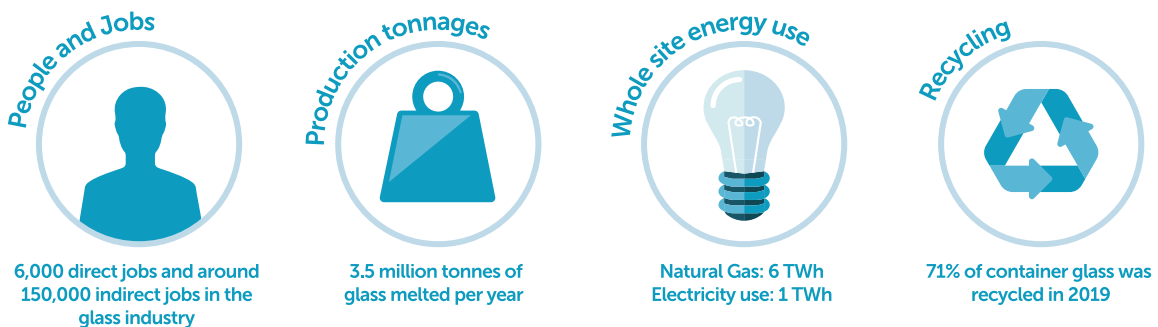 People and Jobs
6,000 direct jobs and around
150,000 indirect jobs in the
glass industry
Production tonnages
3.5 million tonnes of
glass melted per year
Whole site energy use
Natural Gas: 6 TWh
Electricity use: 1 TWh
Recycling
71% of container glass was
recycled in 2019